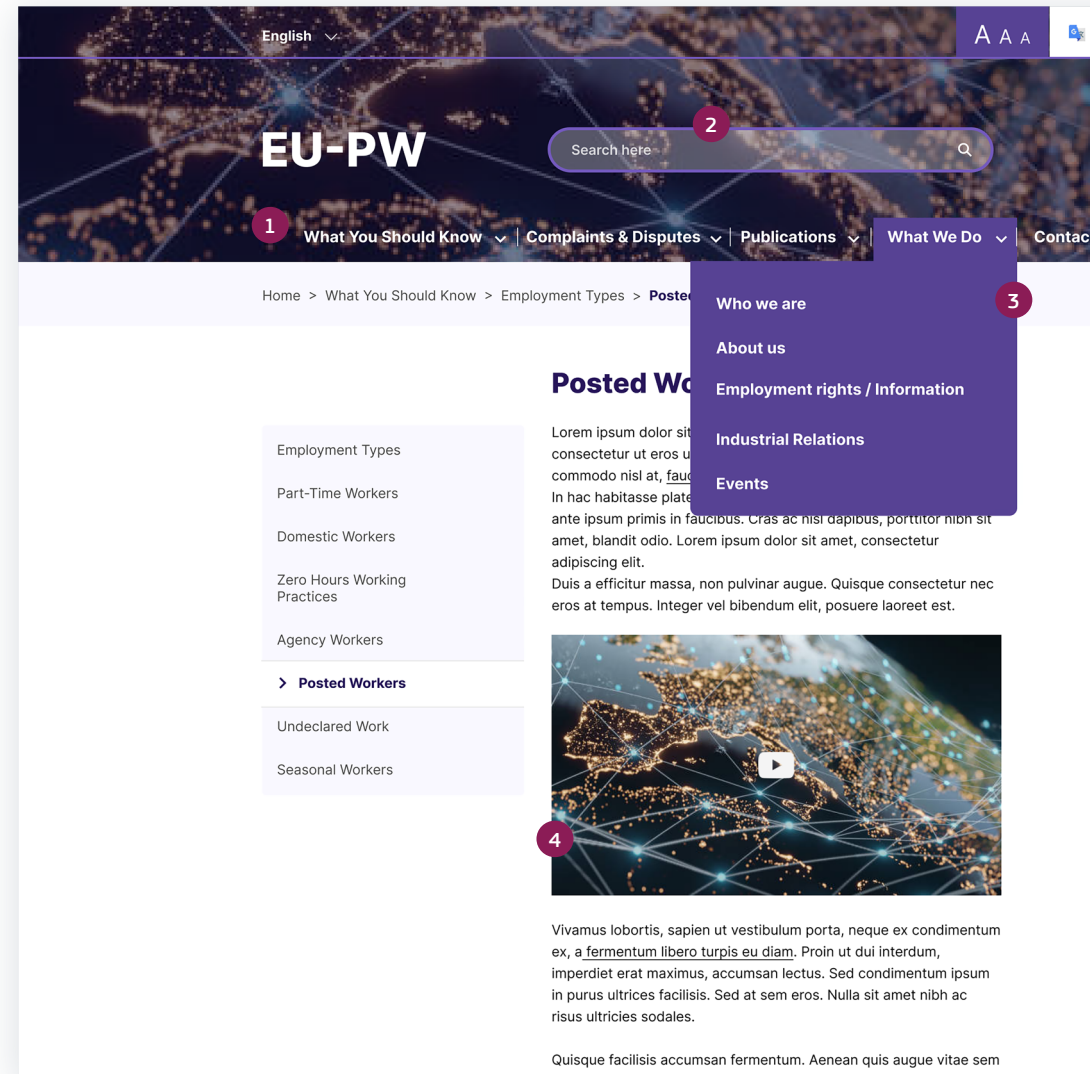 English
A A A
EU-PW
2
Search here
1
What You Should Know | Complaints & Disputes | Publications | What We Do | Contac
Home > What You Should Know > Employment Types > Posted
3
Who we are
About us
Employment rights / Information
Industrial Relations
Events
Employment Types
Part-Time Workers
Domestic Workers
Zero Hours Working
Practices
Agency Workers
Posted Workers
Undeclared Work
Seasonal Workers
Posted Wo
Lorem ipsum dolor sit
consectetur ut eros u
commodo nisl at, fauc
In hac habitasse plate
ante ipsum primis in faucibus. Cras ac nisl dapibus, porttitor nibh sit
amet, blandit odio. Lorem ipsum dolor sit amet, consectetur
adipiscing elit.
Duis a efficitur massa, non pulvinar augue. Quisque consectetur nec
eros at tempus. Integer vel bibendum elit, posuere laoreet est.
4
Vivamus lobortis, sapien ut vestibulum porta, neque ex condimentum
ex, a fermentum libero turpis eu diam. Proin ut dui interdum,
imperdiet erat maximus, accumsan lectus. Sed condimentum ipsum
in purus ultrices facilisis. Sed at sem eros. Nulla sit amet nibh ac
risus ultricies sodales.
Quisque facilisis accumsan fermentum. Aenean quis augue vitae sem